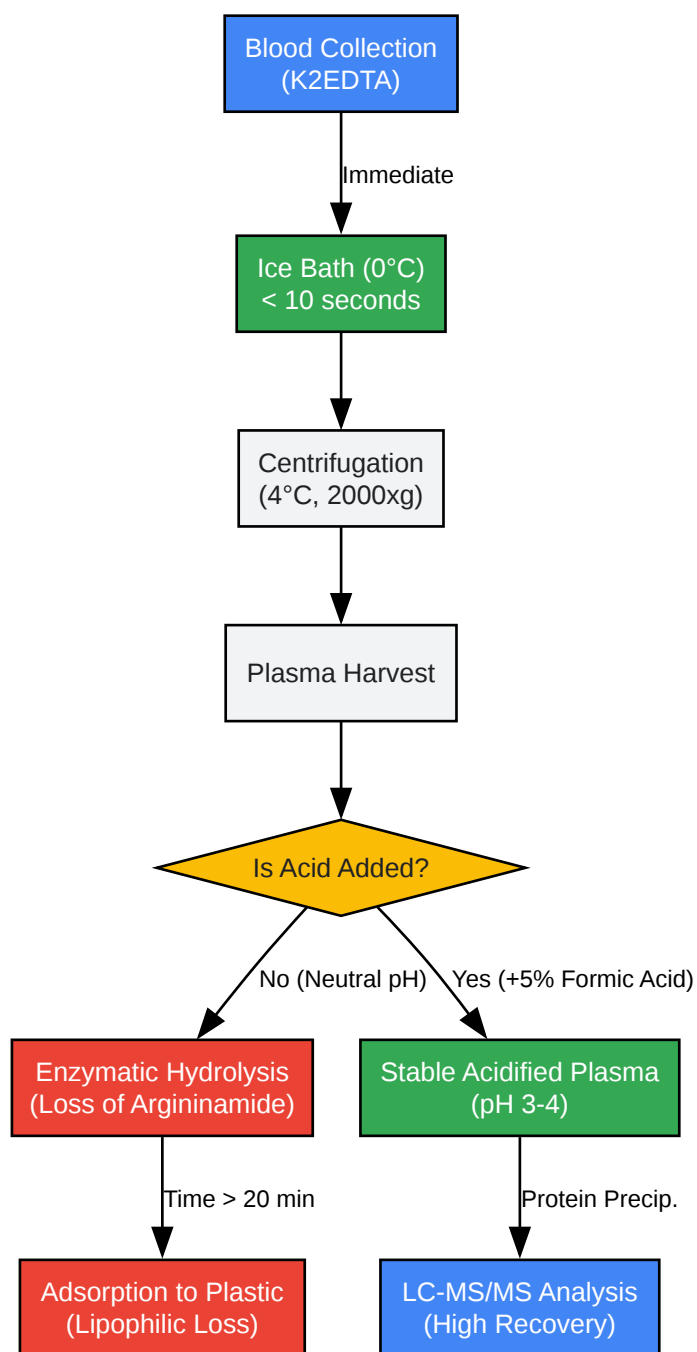 Blood Collection
(K2EDTA)
Immediate
Ice Bath (0°C)
< 10 seconds
Centrifugation
(4°C, 2000xg)
Plasma Harvest
Is Acid Added?
No (Neutral pH)
Yes (+5% Formic Acid)
Enzymatic Hydrolysis
(Loss of Argininamide)
Stable Acidified Plasma
(pH 3-4)
Time > 20 min
Protein Precip.
Adsorption to Plastic
(Lipophilic Loss)
LC-MS/MS Analysis
(High Recovery)